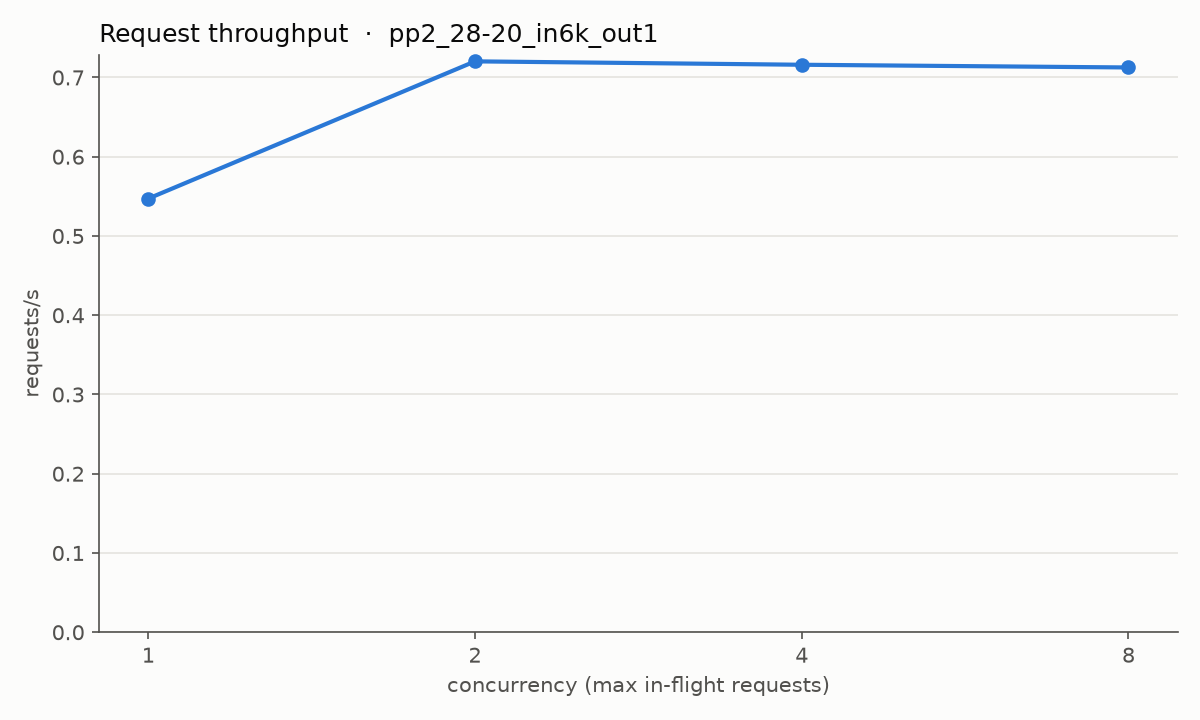 Request throughput · pp2_28-20_in6k_out1
0.7
0.6
0.5
0.4
0.3
0.2
0.1
0.0
requests/s
1 2 4 8
concurrency (max in-flight requests)